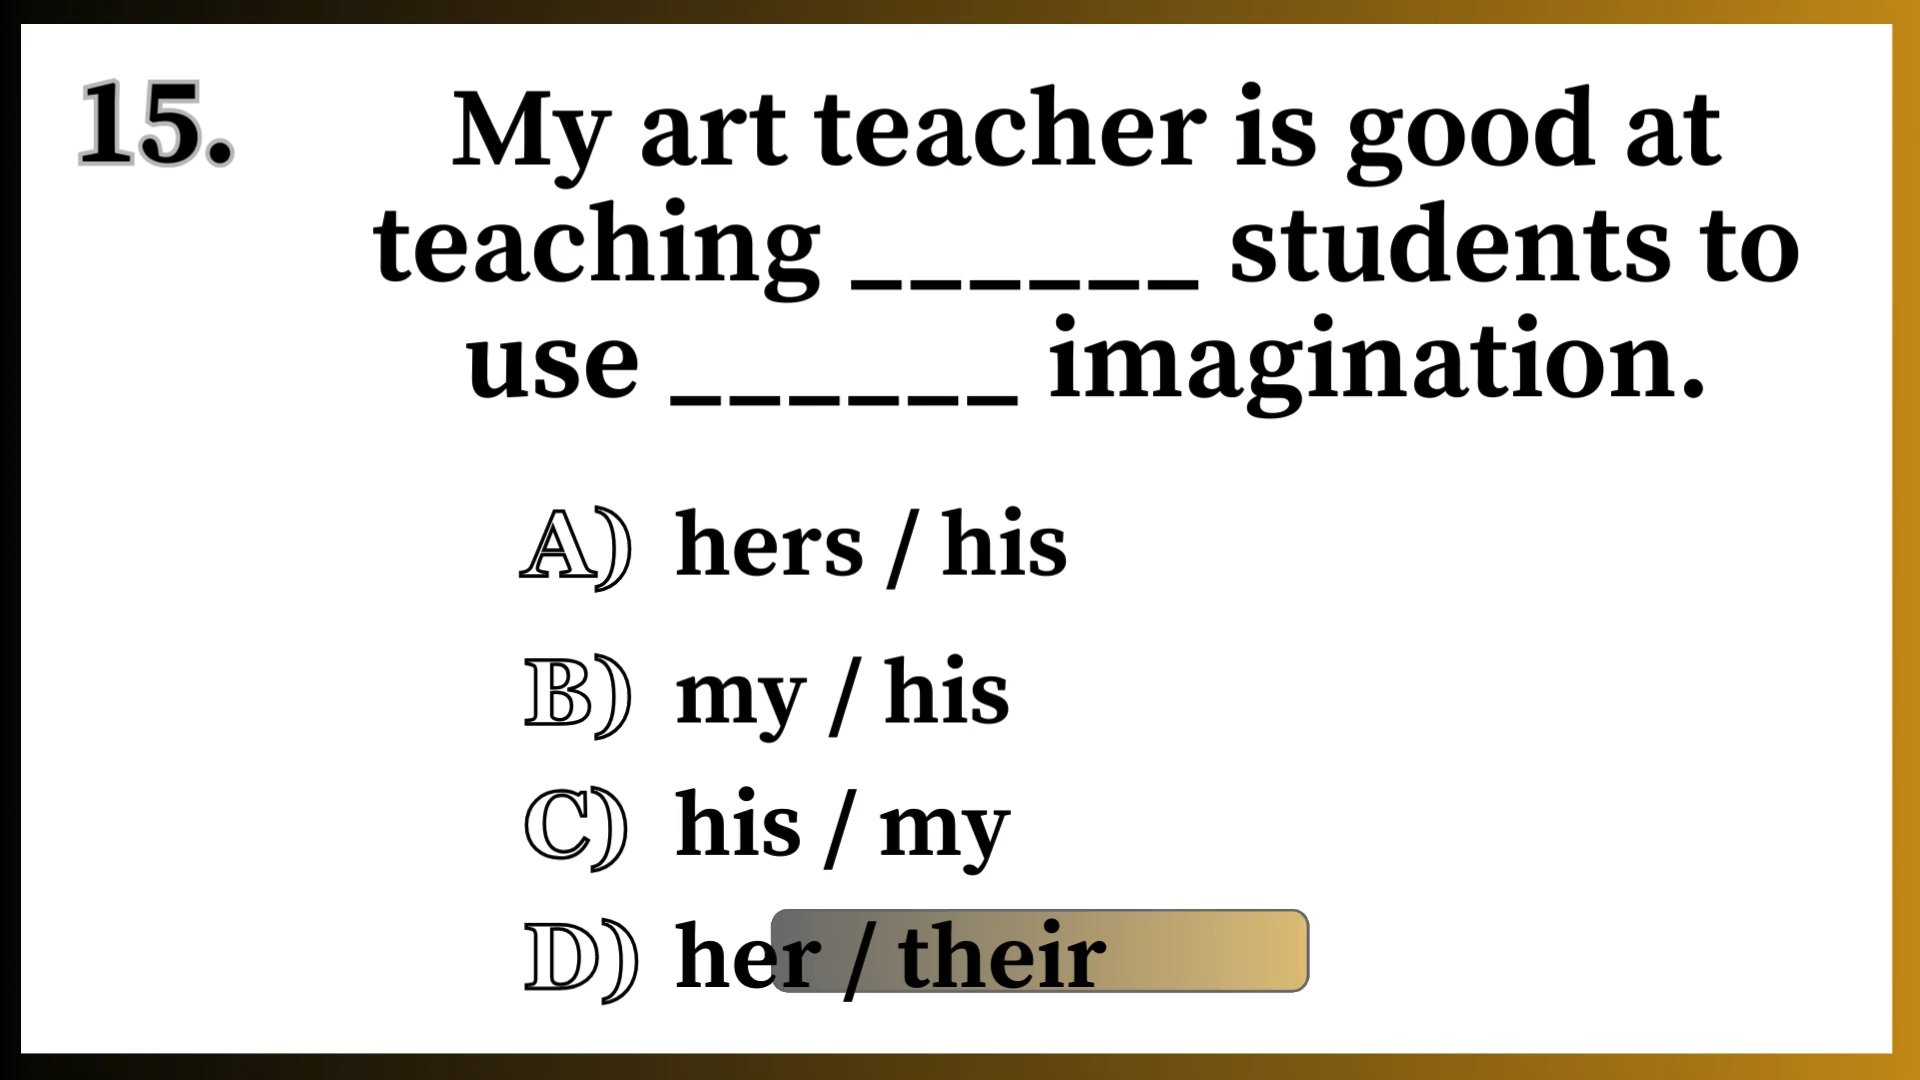 15.
My art teacher is good at
teaching ______ students to
use ______ imagination.
A) hers / his
B) my / his
C) his / my
D) her / their